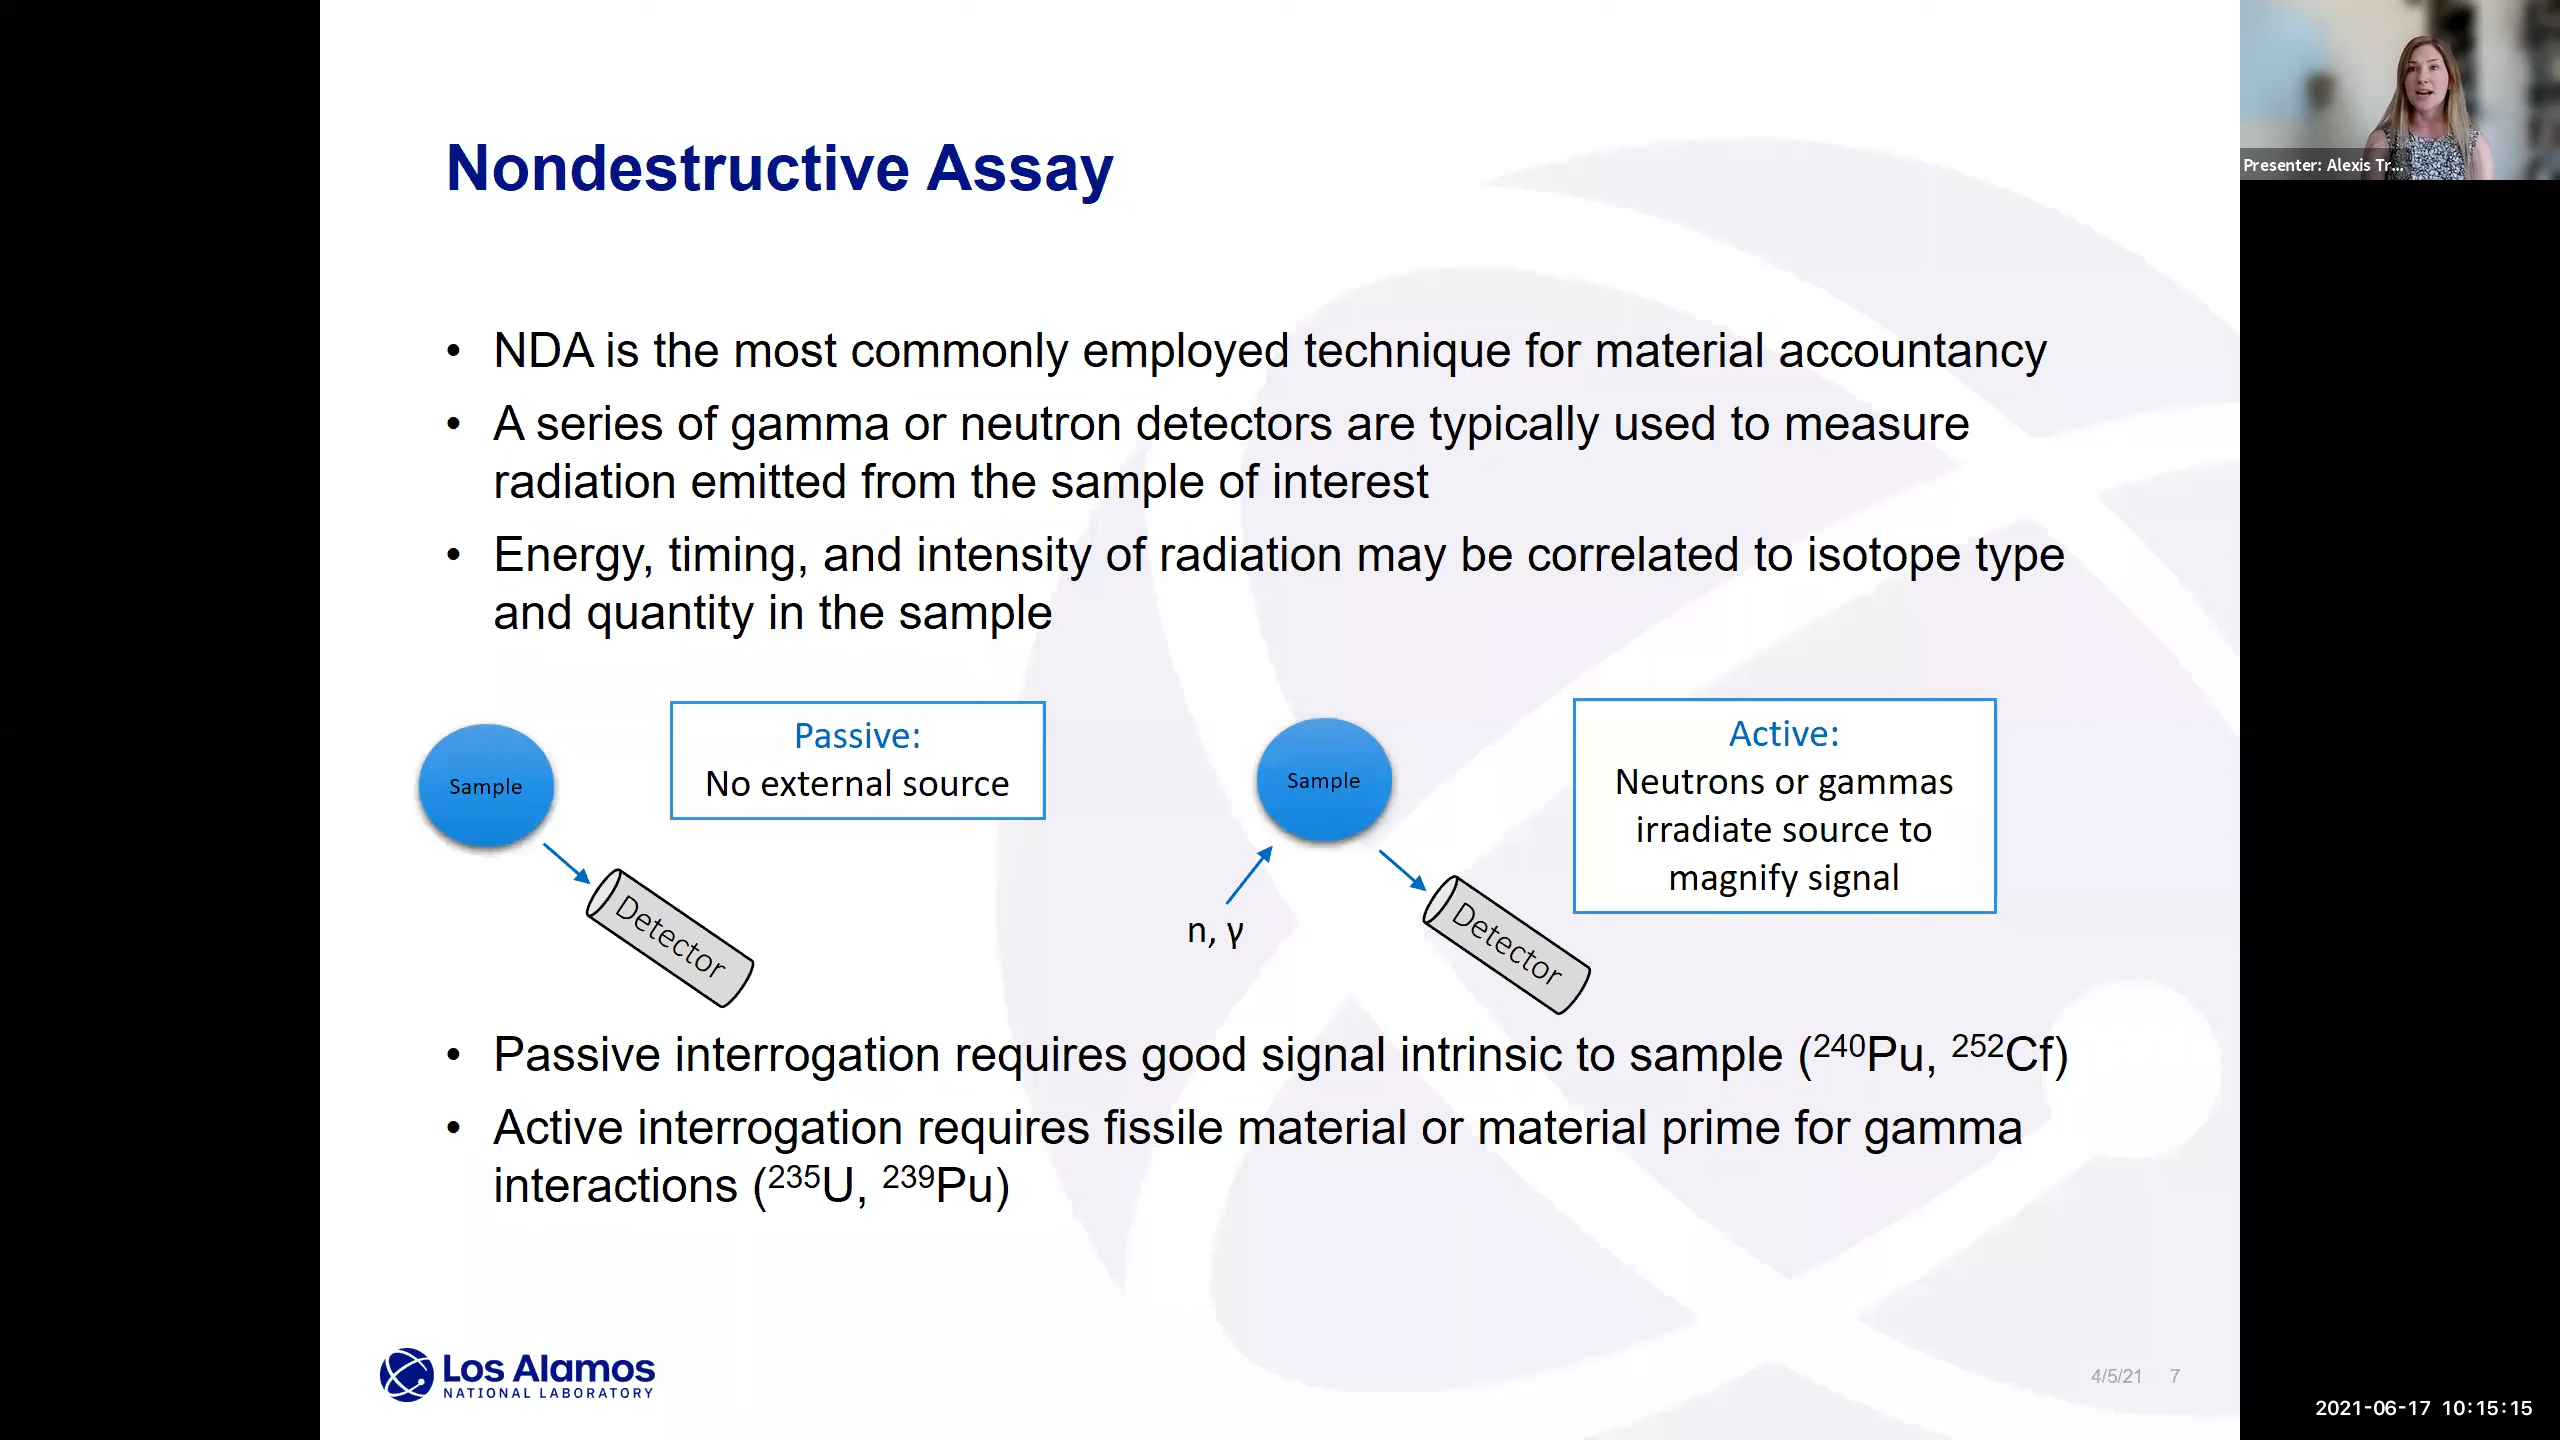 Nondestructive Assay
• NDA is the most commonly employed technique for material accountancy
• A series of gamma or neutron detectors are typically used to measure
radiation emitted from the sample of interest
• Energy, timing, and intensity of radiation may be correlated to isotope type
and quantity in the sample
Sample
Passive:
No external source
Detector
Sample
n, γ
Detector
Active:
Neutrons or gammas
irradiate source to
magnify signal
• Passive interrogation requires good signal intrinsic to sample (²⁴⁰Pu, ²⁵²Cf)
• Active interrogation requires fissile material or material prime for gamma
interactions (²³⁵U, ²³⁹Pu)
Los Alamos
NATIONAL LABORATORY
4/5/21 7
Presenter: Alexis Tr...
2021-06-17 10:15:15